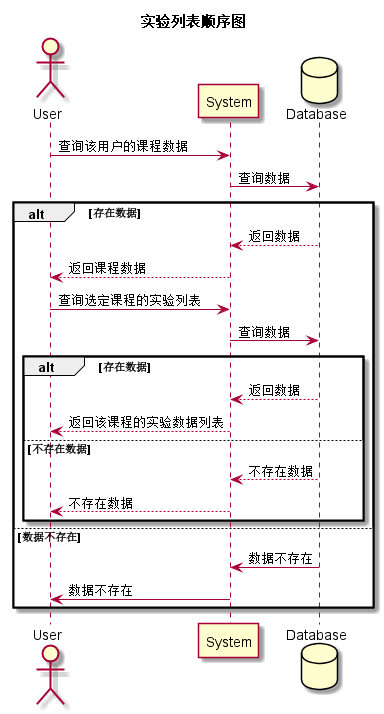 实验列表顺序图
User
System
Database
查询该用户的课程数据
查询数据
alt [存在数据]
返回数据
返回课程数据
查询选定课程的实验列表
查询数据
alt [存在数据]
返回数据
返回该课程的实验数据列表
[不存在数据]
不存在数据
不存在数据
[数据不存在]
数据不存在
数据不存在
User
System
Database